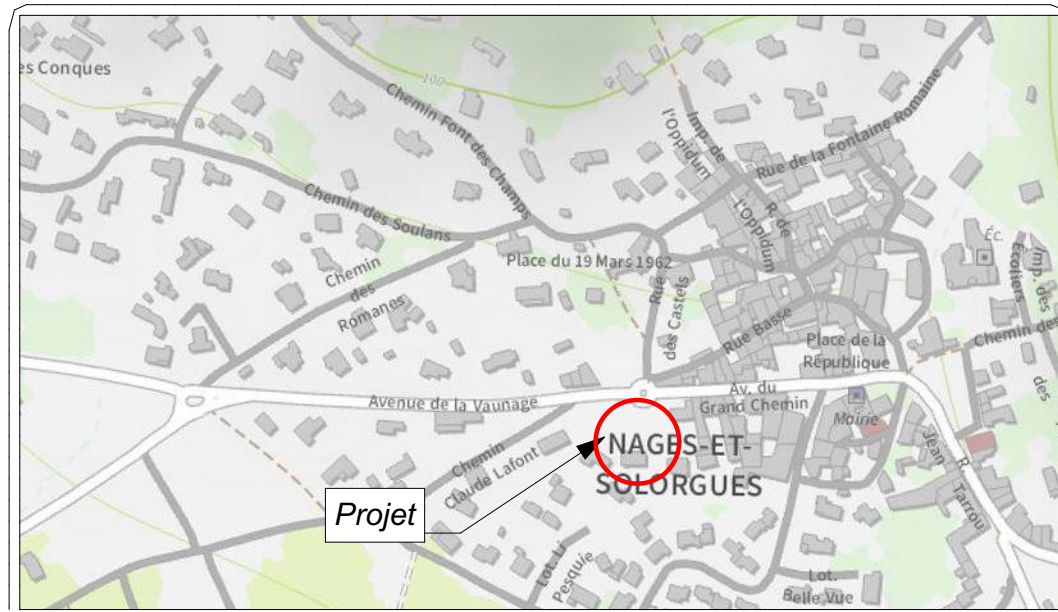 es Conques
100
Chemin Font des Champs
Imp. de
l'Oppidum
Rue de la Fontaine Romaine
Chemin des Soulans
R. de
l'Oppidum
Éc.
Imp. des
Écoliers
Place du 19 Mars 1962
Chemin
des
Romanes
Rue
des Castels
Rue Basse
Place de la
République
Chemin des
des
Avenue de la Vaunage
Av. du
Grand Chemin
Mairie
Chemin
Claude Lafont
NAGES-ET-
SOLORGUES
R.
Jean Tarrou
Projet
Lot. Li
Pesquie
Lot.
Belle Vue